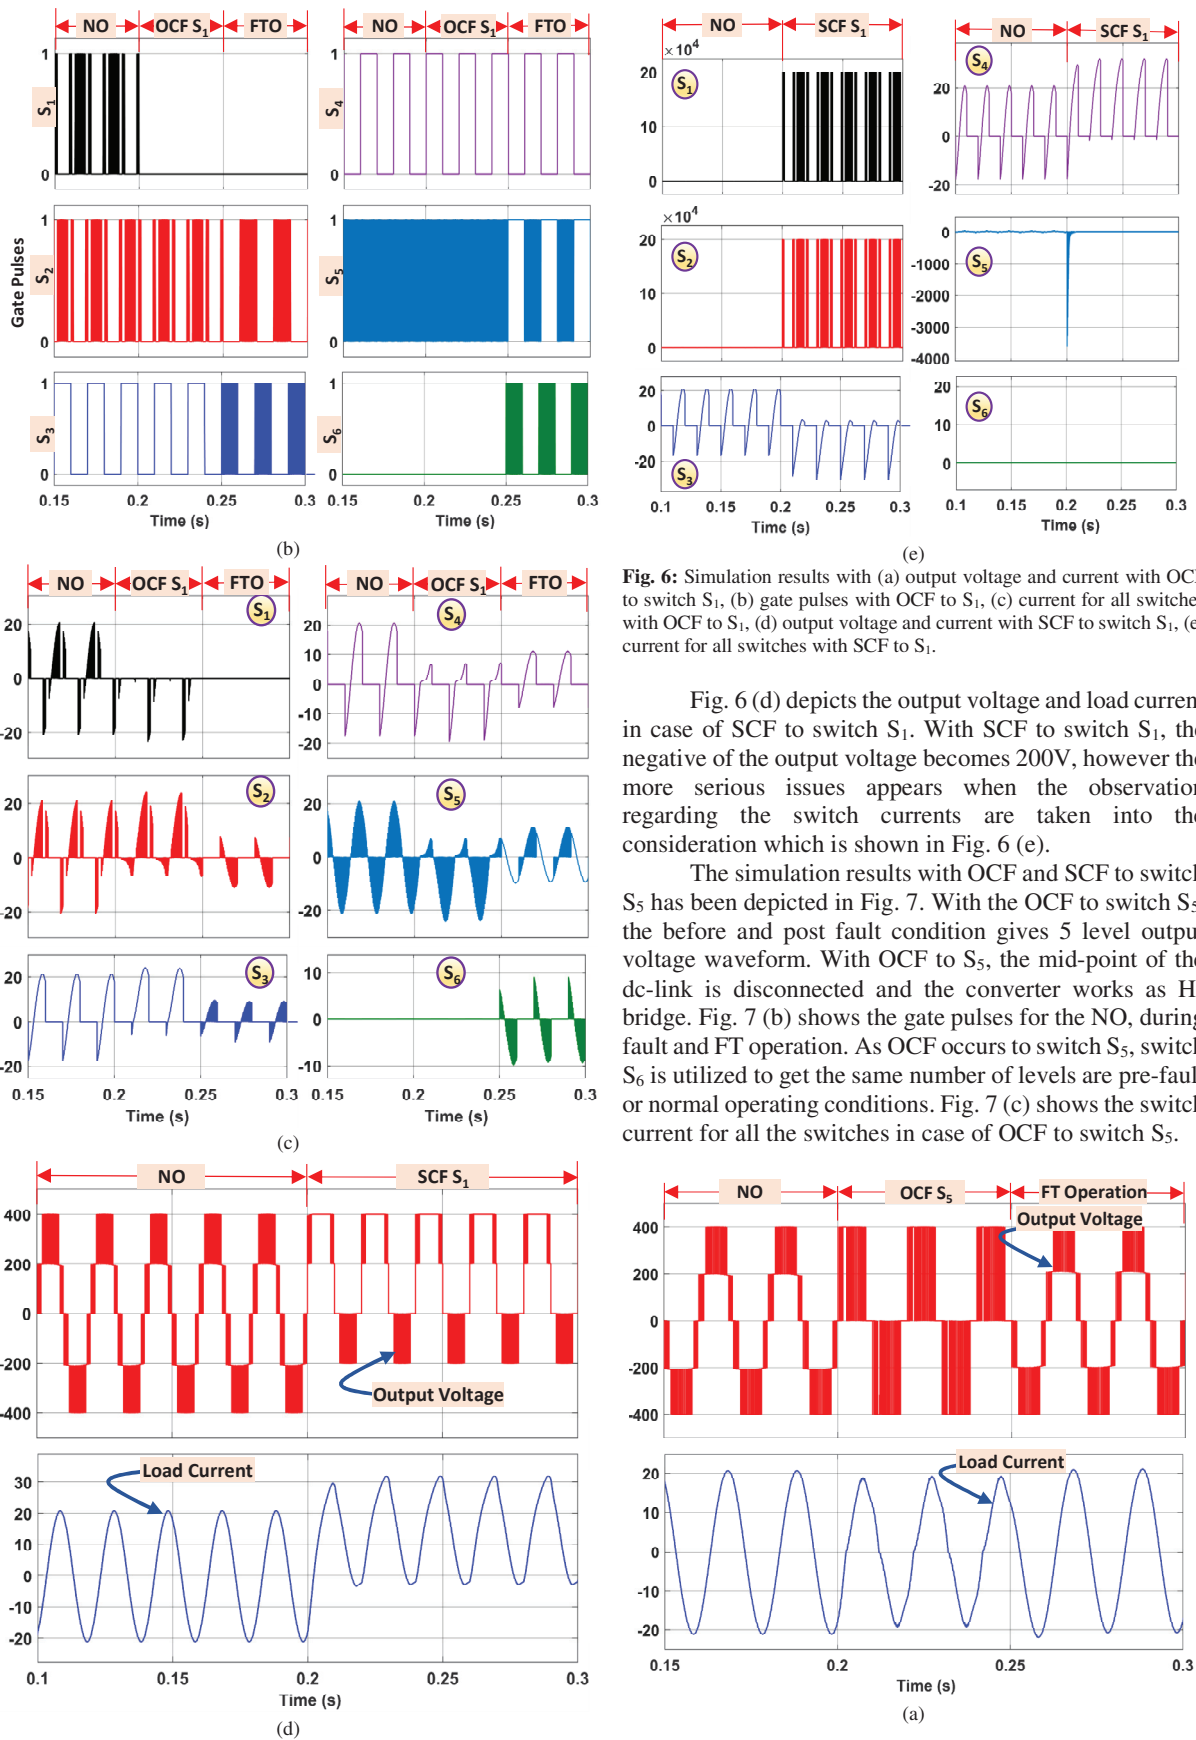 NO OCF S1 FTO
NO OCF S1 FTO
Gate Pulses
S1
1
0
S4
1
0
S2
1
0
S5
1
0
S3
1
0
0.15 0.2 0.25 0.3
Time (s)
S6
1
0
0.15 0.2 0.25 0.3
Time (s)
(b)
NO OCF S1 FTO
NO OCF S1 FTO
S1
20
0
-20
S4
20
10
0
-10
-20
S2
20
0
-20
S5
20
0
-20
S3
20
0
-20
0.15 0.2 0.25 0.3
Time (s)
S6
10
0
-10
0.15 0.2 0.25 0.3
Time (s)
(c)
NO SCF S1
400
200
0
-200
-400
Output Voltage
30
20
10
0
-10
-20
Load Current
0.1 0.15 0.2 0.25 0.3
Time (s)
(d)
NO SCF S1
NO SCF S1
×10⁴
20
10
0
S1
S4
20
0
-20
×10⁴
20
10
0
S2
0
-1000
-2000
-3000
-4000
S5
20
0
-20
S3
0.1 0.15 0.2 0.25 0.3
Time (s)
20
10
0
S6
0.1 0.15 0.2 0.25 0.3
Time (s)
(e)
Fig. 6: Simulation results with (a) output voltage and current with OCF
to switch S1, (b) gate pulses with OCF to S1, (c) current for all switche
with OCF to S1, (d) output voltage and current with SCF to switch S1, (e
current for all switches with SCF to S1.
Fig. 6 (d) depicts the output voltage and load curren
in case of SCF to switch S1. With SCF to switch S1, the
negative of the output voltage becomes 200V, however the
more serious issues appears when the observation
regarding the switch currents are taken into the
consideration which is shown in Fig. 6 (e).
The simulation results with OCF and SCF to switch
S5 has been depicted in Fig. 7. With the OCF to switch S5
the before and post fault condition gives 5 level outpu
voltage waveform. With OCF to S5, the mid-point of the
dc-link is disconnected and the converter works as H
bridge. Fig. 7 (b) shows the gate pulses for the NO, during
fault and FT operation. As OCF occurs to switch S5, switch
S6 is utilized to get the same number of levels are pre-faul
or normal operating conditions. Fig. 7 (c) shows the switch
current for all the switches in case of OCF to switch S5.
NO OCF S5 FT Operation
Output Voltage
400
200
0
-200
-400
20
10
0
-10
-20
Load Current
0.15 0.2 0.25 0.3
Time (s)
(a)